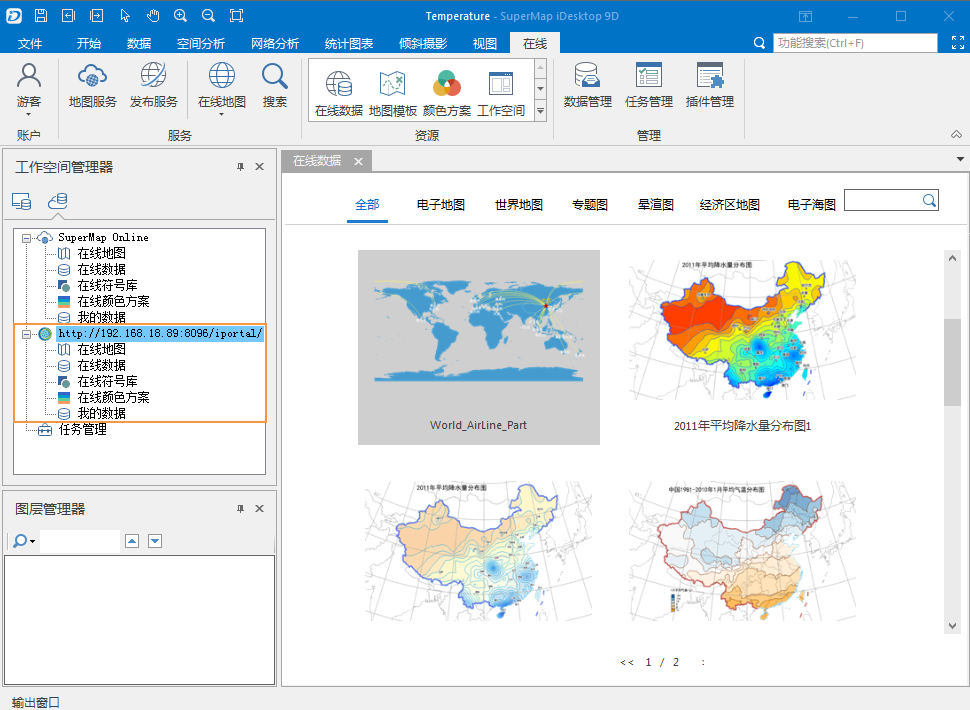 Temperature - SuperMap iDesktop 9D
文件 开始 数据 空间分析 网络分析 统计图表 倾斜摄影 视图 在线 功能搜索(Ctrl+F)
游客 地图服务 发布服务 在线地图 搜索 在线数据 地图模板 颜色方案 工作空间 数据管理 任务管理 插件管理
账户 服务 资源 管理
工作空间管理器
SuperMap Online
在线地图
在线数据
在线符号库
在线颜色方案
我的数据
http://192.168.18.89:8096/iportal/
在线地图
在线数据
在线符号库
在线颜色方案
我的数据
任务管理
图层管理器
在线数据
全部 电子地图 世界地图 专题图 晕渲图 经济区地图 电子海图
World_AirLine_Part
2011年平均降水量分布图
2011年平均降水量分布图1
2011年平均降水量分布图
中国1981-2010年1月平均气温分布图
<< 1 / 2 :
输出窗口